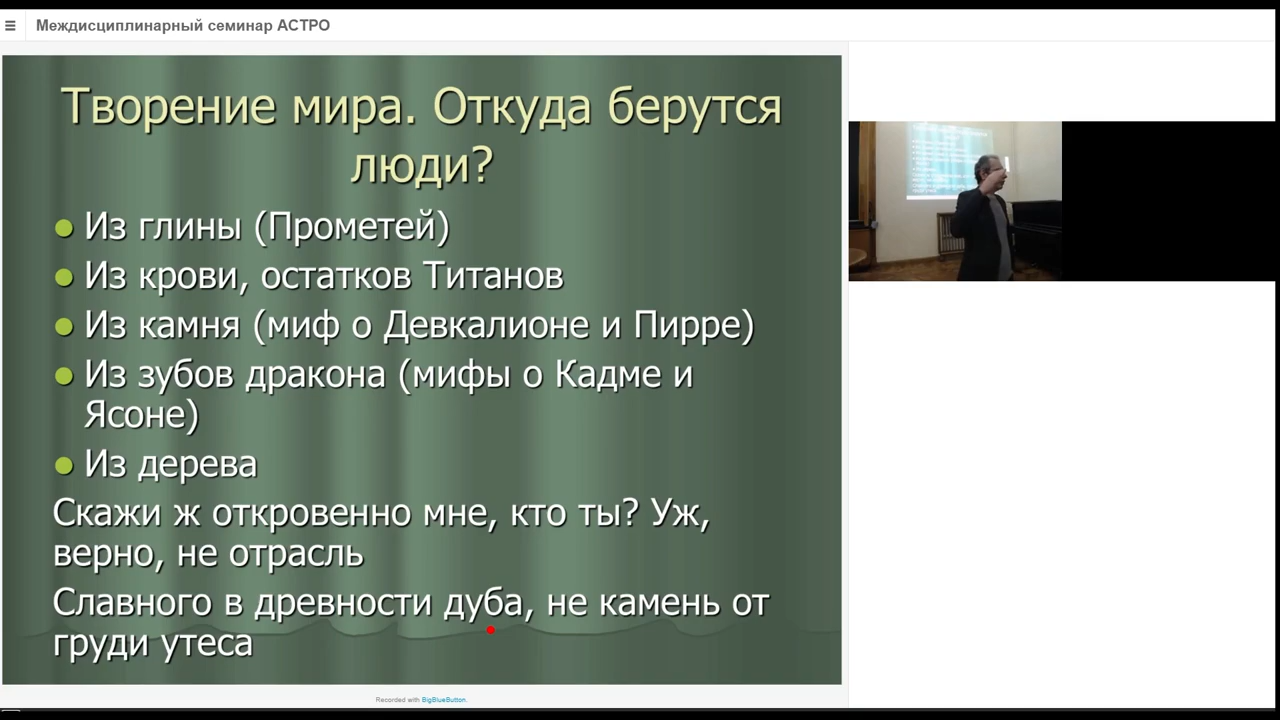 Междисциплинарный семинар АСТРО
Творение мира. Откуда берутся
люди?
Из глины (Прометей)
Из крови, остатков Титанов
Из камня (миф о Девкалионе и Пирре)
Из зубов дракона (мифы о Кадме и
Ясоне)
Из дерева
Скажи ж откровенно мне, кто ты? Уж,
верно, не отрасль
Славного в древности дуба, не камень от
груди утеса
Recorded with BigBlueButton.